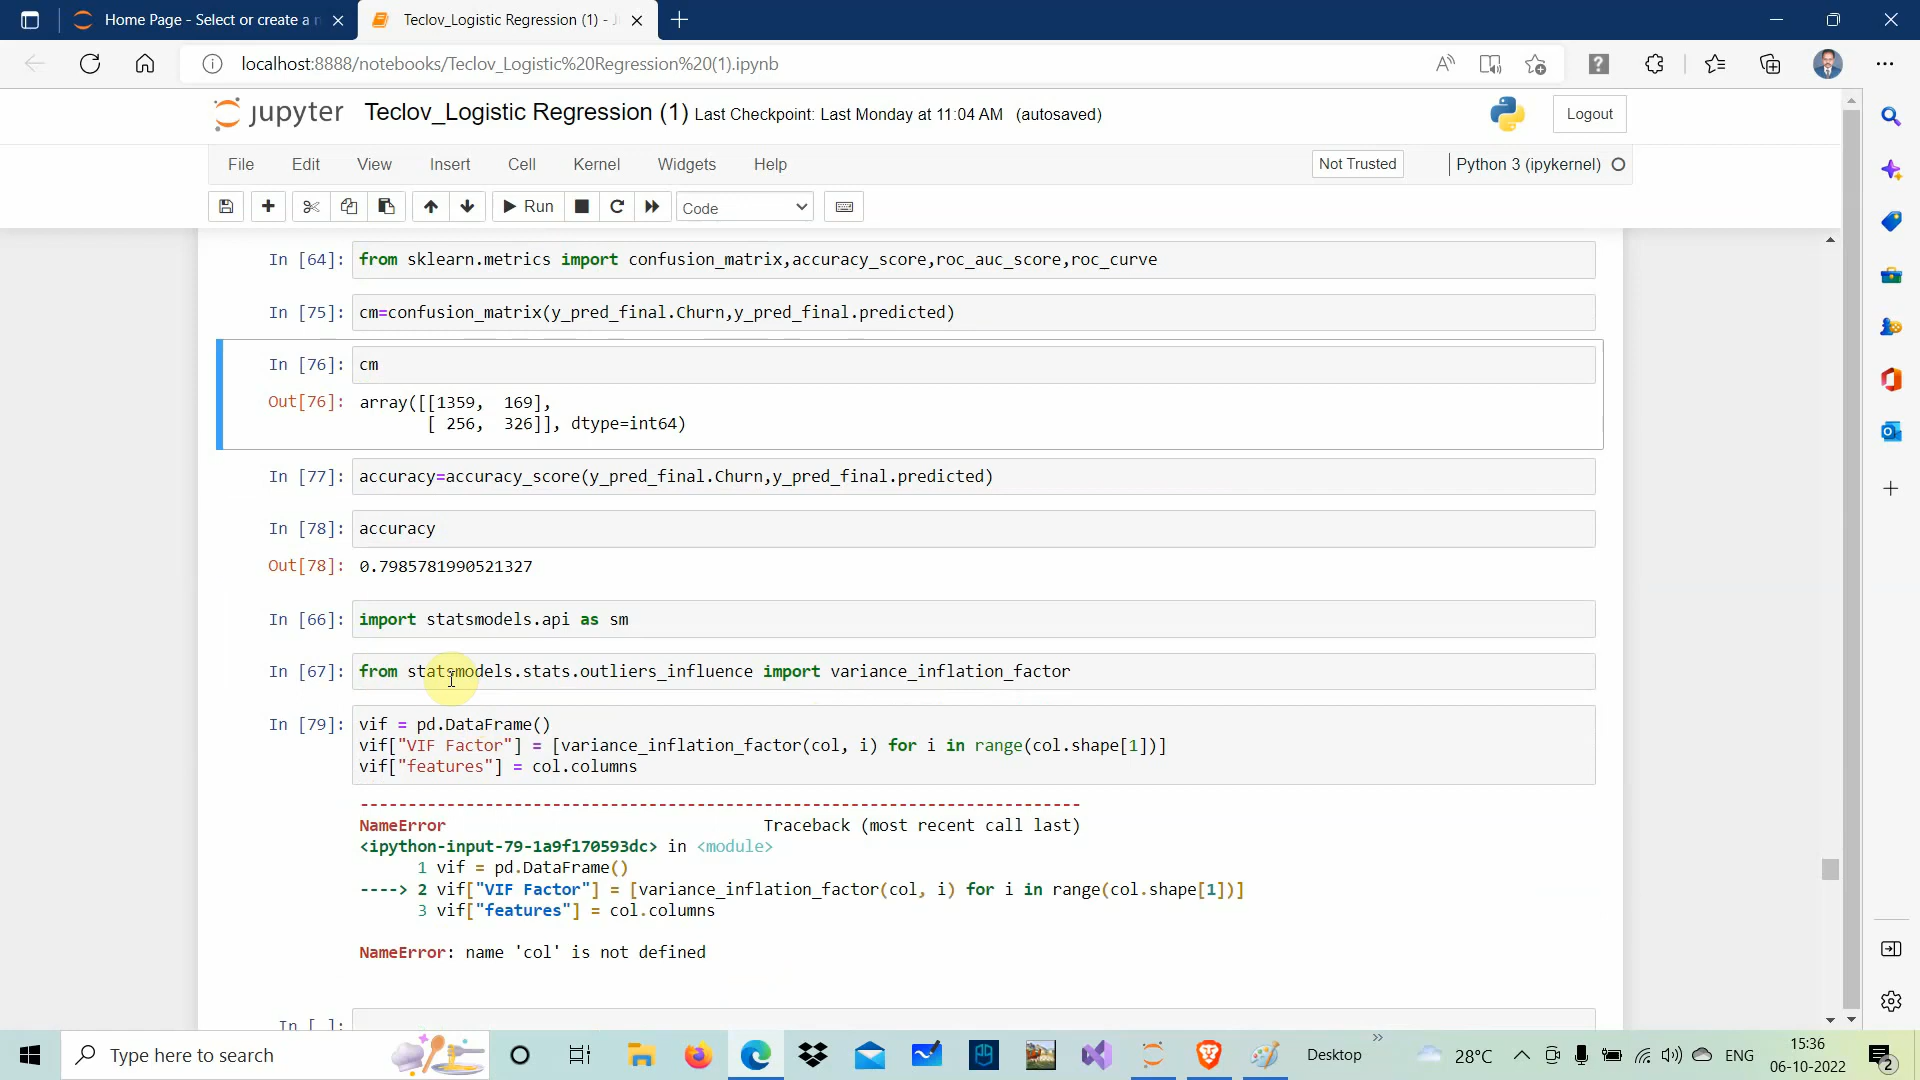 Home Page - Select or create a n
Teclov_Logistic Regression (1) - J
localhost:8888/notebooks/Teclov_Logistic%20Regression%20(1).ipynb
jupyter Teclov_Logistic Regression (1) Last Checkpoint: Last Monday at 11:04 AM (autosaved)
Logout
File Edit View Insert Cell Kernel Widgets Help
Not Trusted
Python 3 (ipykernel)
Run
Code
In [64]: from sklearn.metrics import confusion_matrix,accuracy_score,roc_auc_score,roc_curve
In [75]: cm=confusion_matrix(y_pred_final.Churn,y_pred_final.predicted)
In [76]: cm
Out[76]: array([[1359, 169],
[ 256, 326]], dtype=int64)
In [77]: accuracy=accuracy_score(y_pred_final.Churn,y_pred_final.predicted)
In [78]: accuracy
Out[78]: 0.7985781990521327
In [66]: import statsmodels.api as sm
In [67]: from statsmodels.stats.outliers_influence import variance_inflation_factor
In [79]: vif = pd.DataFrame()
vif["VIF Factor"] = [variance_inflation_factor(col, i) for i in range(col.shape[1])]
vif["features"] = col.columns
---------------------------------------------------------------------------
NameError Traceback (most recent call last)
<ipython-input-79-1a9f170593dc> in <module>
1 vif = pd.DataFrame()
----> 2 vif["VIF Factor"] = [variance_inflation_factor(col, i) for i in range(col.shape[1])]
3 vif["features"] = col.columns
NameError: name 'col' is not defined
In [ ]:
Type here to search
Desktop
28°C
ENG
15:36
06-10-2022
2